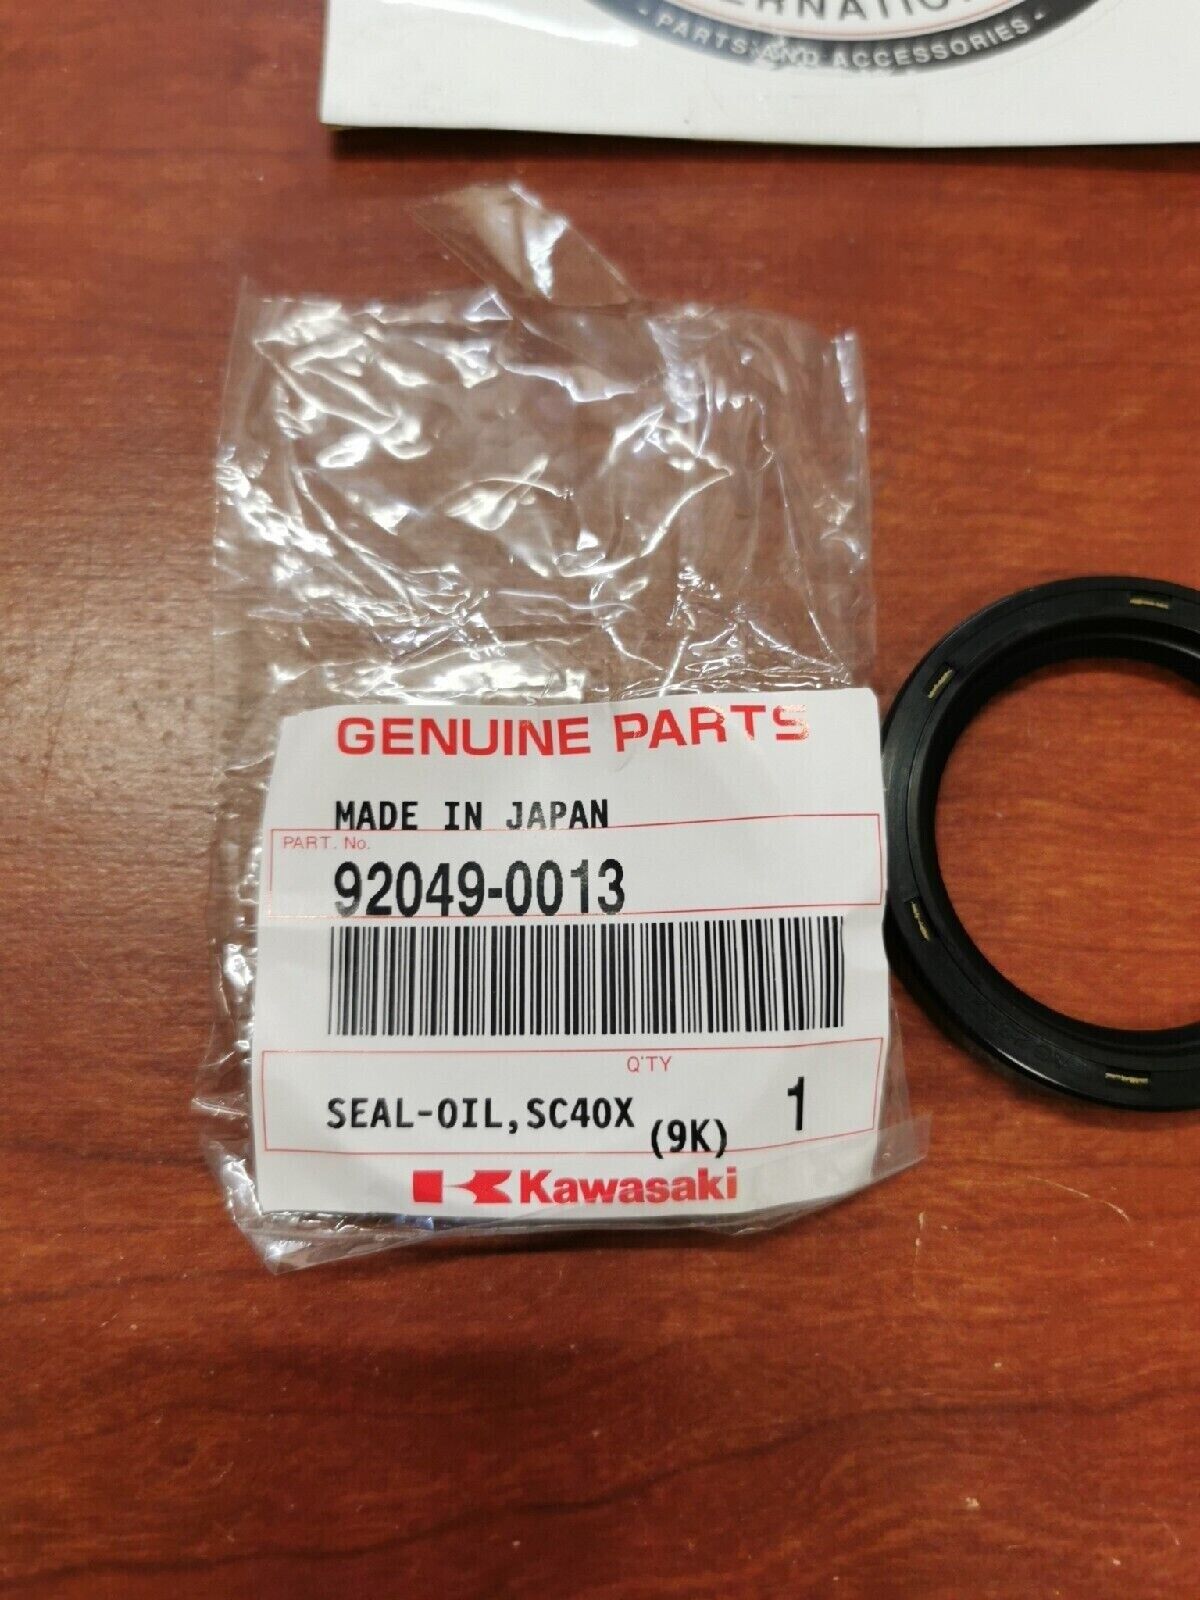 - PARTS AND ACCESSORIES -
GENUINE PARTS
MADE IN JAPAN
PART. No.
92049-0013
Q'TY
SEAL-OIL,SC40X (9K) 1
Kawasaki